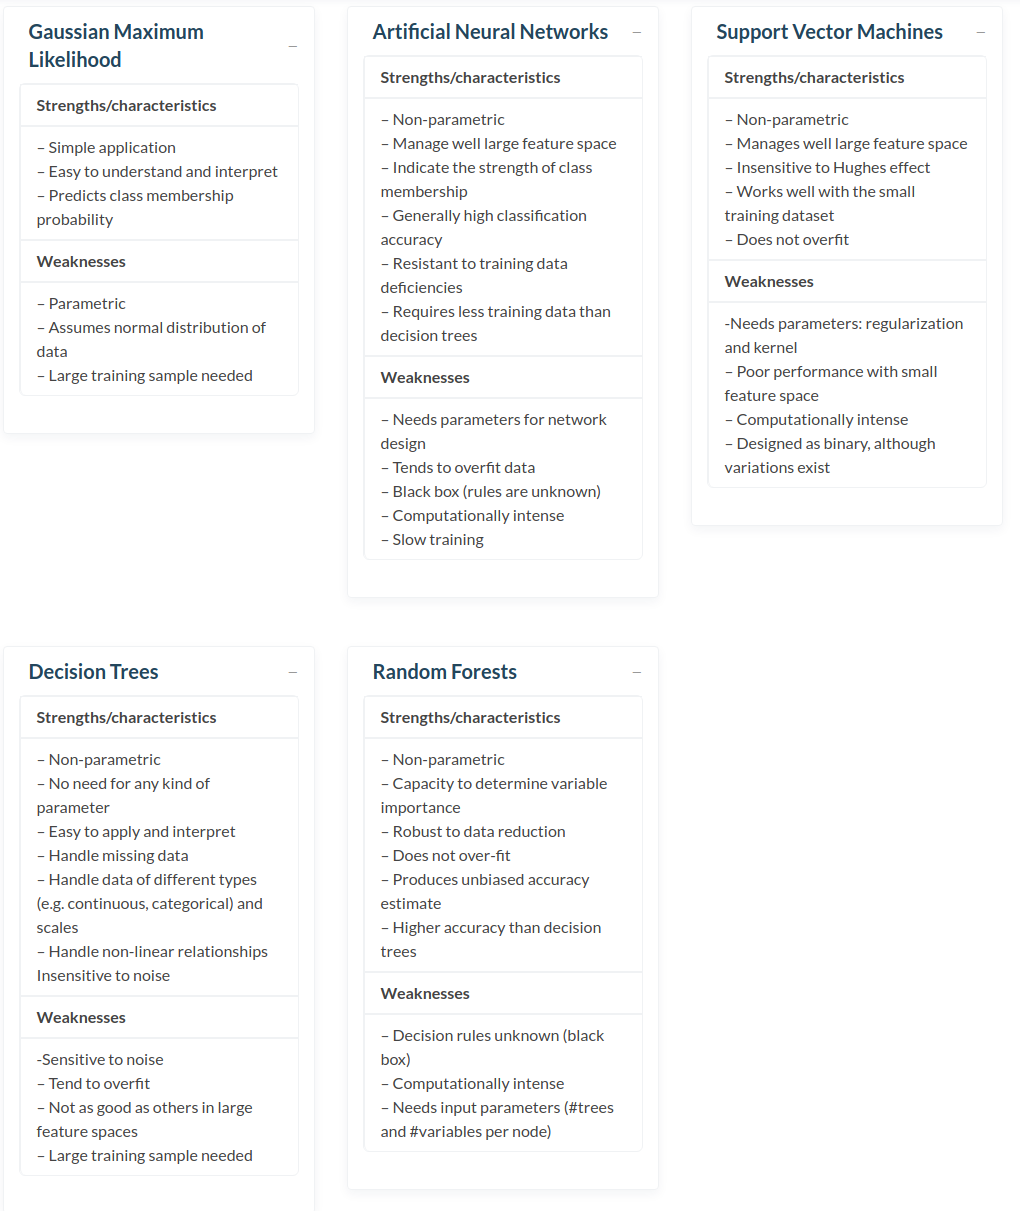 Gaussian Maximum
Likelihood
–
Strengths/characteristics
– Simple application
– Easy to understand and interpret
– Predicts class membership
probability
Weaknesses
– Parametric
– Assumes normal distribution of
data
– Large training sample needed
Artificial Neural Networks
–
Strengths/characteristics
– Non-parametric
– Manage well large feature space
– Indicate the strength of class
membership
– Generally high classification
accuracy
– Resistant to training data
deficiencies
– Requires less training data than
decision trees
Weaknesses
– Needs parameters for network
design
– Tends to overfit data
– Black box (rules are unknown)
– Computationally intense
– Slow training
Support Vector Machines
–
Strengths/characteristics
– Non-parametric
– Manages well large feature space
– Insensitive to Hughes effect
– Works well with the small
training dataset
– Does not overfit
Weaknesses
-Needs parameters: regularization
and kernel
– Poor performance with small
feature space
– Computationally intense
– Designed as binary, although
variations exist
Decision Trees
–
Strengths/characteristics
– Non-parametric
– No need for any kind of
parameter
– Easy to apply and interpret
– Handle missing data
– Handle data of different types
(e.g. continuous, categorical) and
scales
– Handle non-linear relationships
Insensitive to noise
Weaknesses
-Sensitive to noise
– Tend to overfit
– Not as good as others in large
feature spaces
– Large training sample needed
Random Forests
–
Strengths/characteristics
– Non-parametric
– Capacity to determine variable
importance
– Robust to data reduction
– Does not over-fit
– Produces unbiased accuracy
estimate
– Higher accuracy than decision
trees
Weaknesses
– Decision rules unknown (black
box)
– Computationally intense
– Needs input parameters (#trees
and #variables per node)